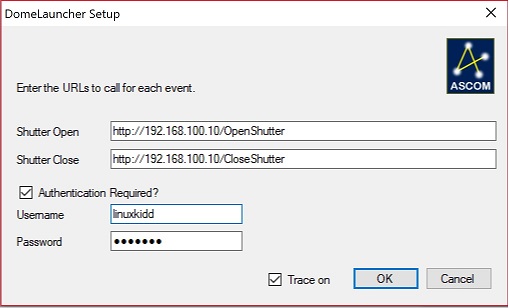 DomeLauncher Setup
ASCOM
Enter the URLs to call for each event.
Shutter Open http://192.168.100.10/OpenShutter
Shutter Close http://192.168.100.10/CloseShutter
Authentication Required?
Username linuxkidd
Password ●●●●●●●
Trace on OK Cancel